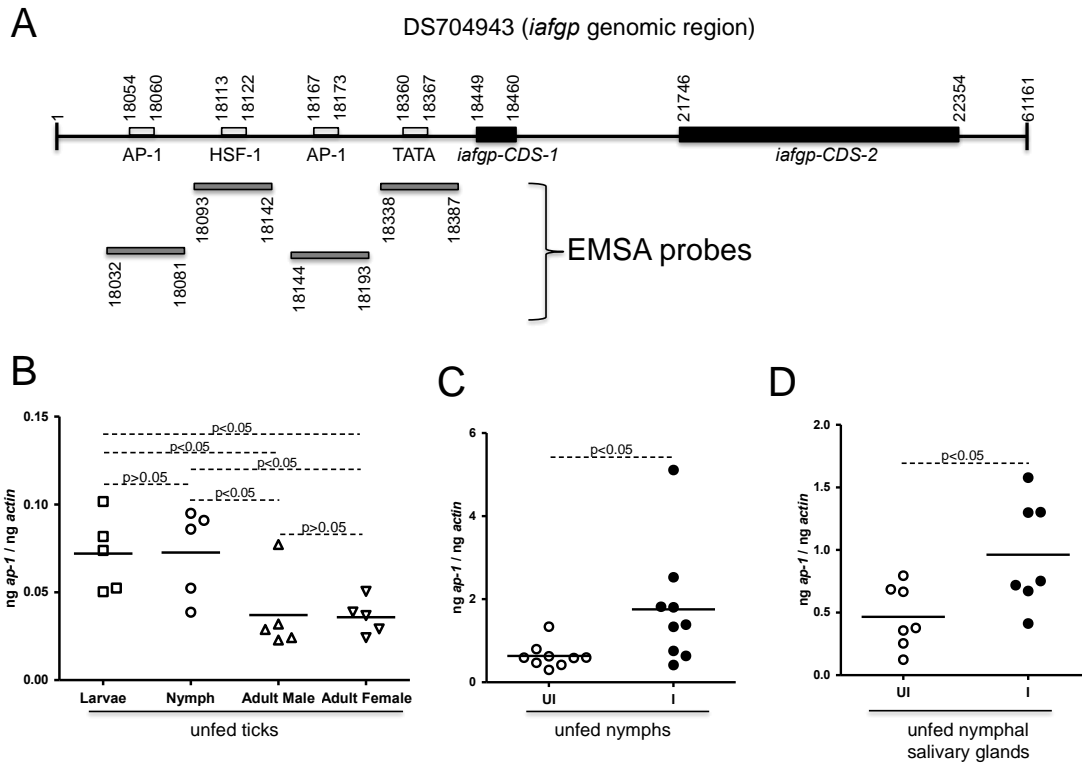 A
DS704943 (iafgp genomic region)
1
18054
18060
18113
18122
18167
18173
18360
18367
18449
18460
21746
22354
61161
AP-1
HSF-1
AP-1
TATA
iafgp-CDS-1
iafgp-CDS-2
18093
18142
18338
18387
18032
18081
18144
18193
EMSA probes
B
ng ap-1 / ng actin
0.15
0.10
0.05
0.00
p<0.05
p<0.05
p<0.05
p>0.05
p<0.05
p>0.05
Larvae
Nymph
Adult Male
Adult Female
unfed ticks
C
ng ap-1 / ng actin
6
4
2
0
p<0.05
UI
I
unfed nymphs
D
ng ap-1 / ng actin
2.0
1.5
1.0
0.5
0.0
p<0.05
UI
I
unfed nymphal
salivary glands